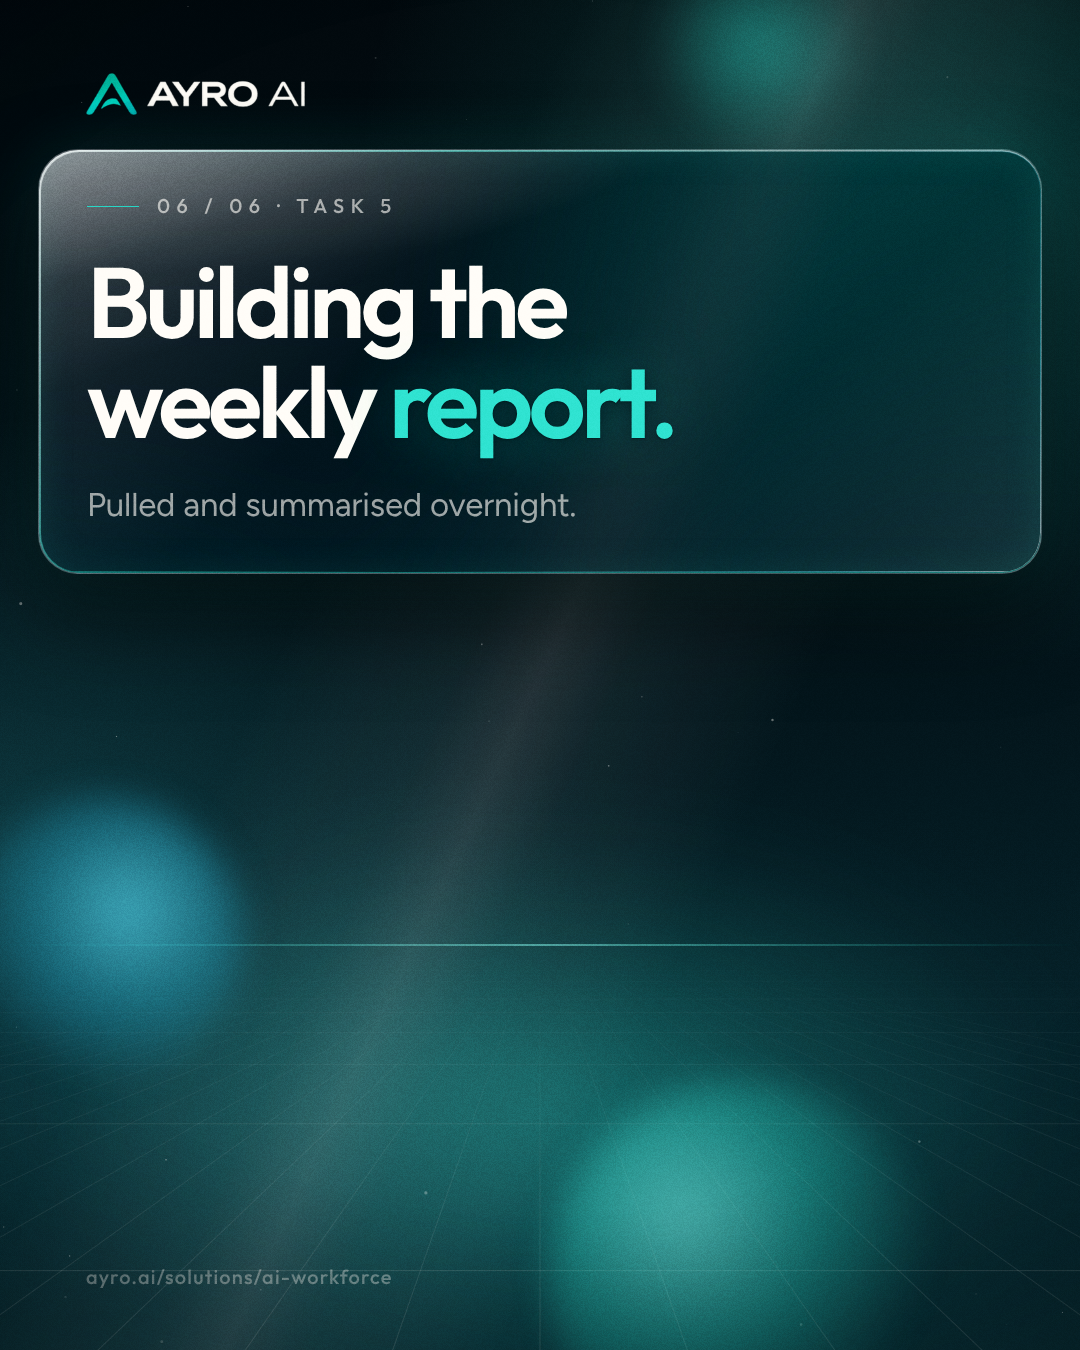 AYRO AI
06 / 06 · TASK 5
Building the
weekly report.
Pulled and summarised overnight.
ayro.ai/solutions/ai-workforce